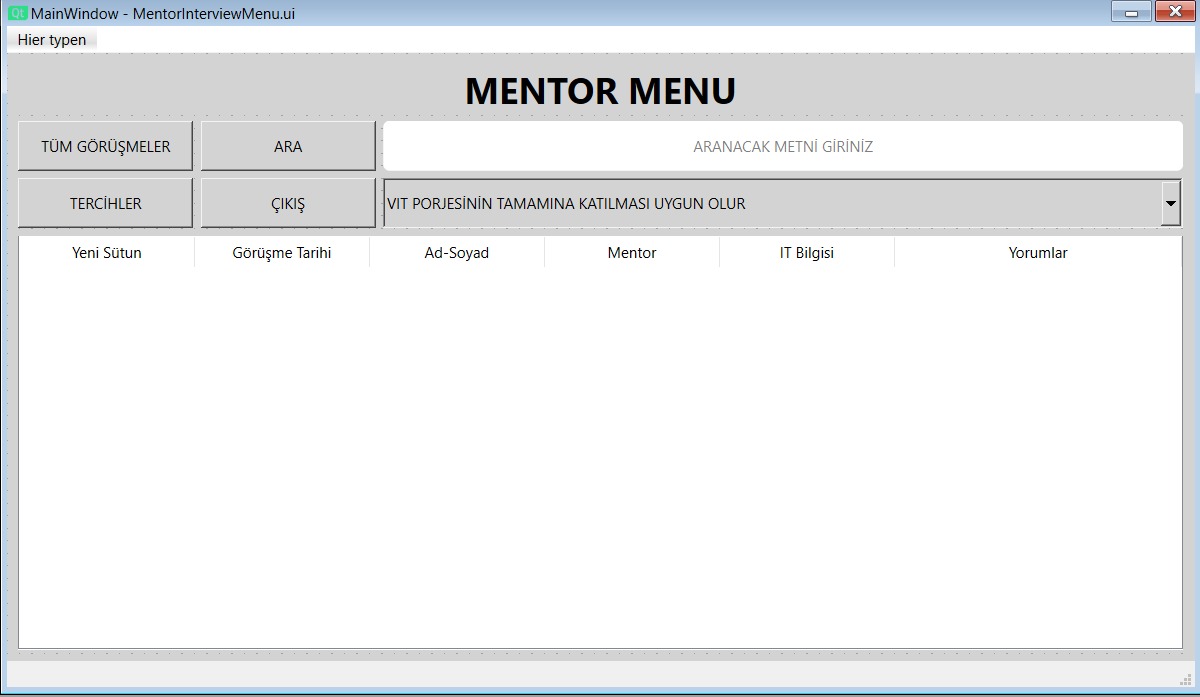 MainWindow - MentorInterviewMenu.ui
Hier typen
MENTOR MENU
TÜM GÖRÜŞMELER ARA ARANACAK METNİ GİRİNİZ
TERCİHLER ÇIKIŞ VIT PORJESİNİN TAMAMINA KATILMASI UYGUN OLUR
Yeni Sütun Görüşme Tarihi Ad-Soyad Mentor IT Bilgisi Yorumlar